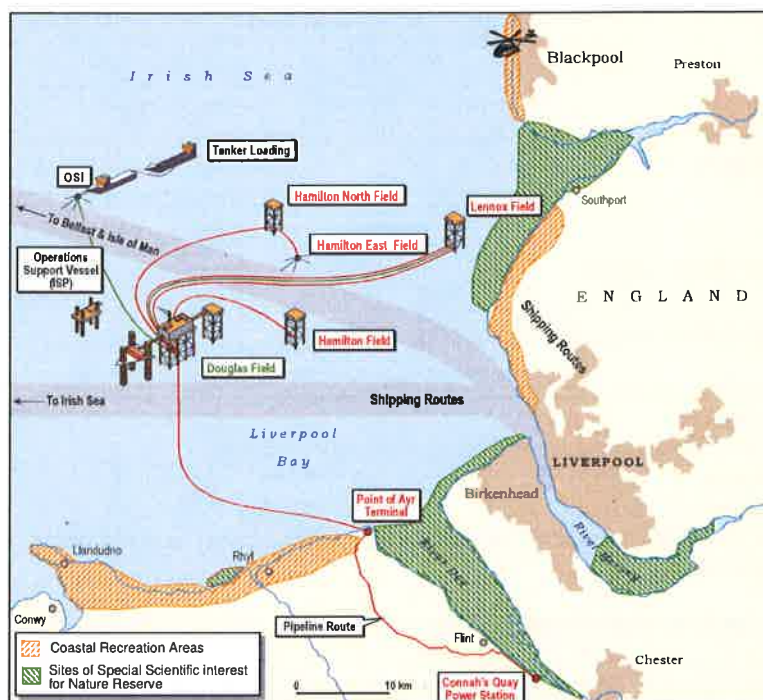 Irish Sea
Blackpool
Preston
Tanker Loading
OSI
Hamilton North Field
Lennox Field
Southport
To Belfast & Isle of Man
Hamilton East Field
Operations
Support Vessel
(ISP)
ENGLAND
Shipping Routes
Hamilton Field
Douglas Field
To Irish Sea
Shipping Routes
Liverpool
Bay
LIVERPOOL
Birkenhead
Point of Ayr
Terminal
River Mersey
River Dee
Llandudno
Rhyl
Conwy
Pipeline Route
Flint
Chester
Coastal Recreation Areas
Sites of Special Scientific interest
for Nature Reserve
0 10 km
Connah's Quay
Power Station